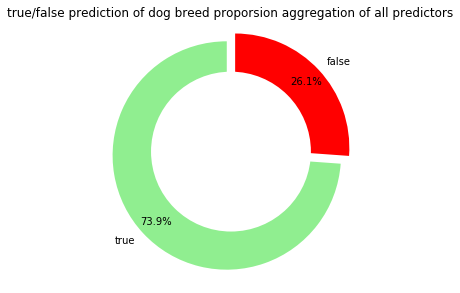 true/false prediction of dog breed proporsion aggregation of all predictors
false
26.1%
73.9%
true